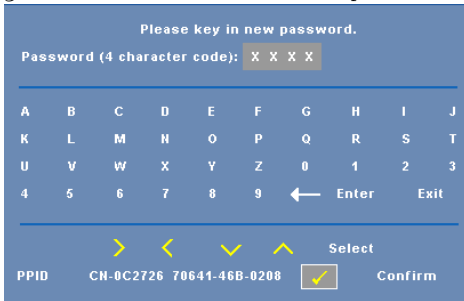 Please key in new password.
Password (4 character code): X X X X
A B C D E F G H I J
K L M N O P Q R S T
U V W X Y Z 0 1 2 3
4 5 6 7 8 9 ← Enter Exit
> < ∨ ∧ Select
PPID CN-0C2726 70641-46B-0208 ✓ Confirm